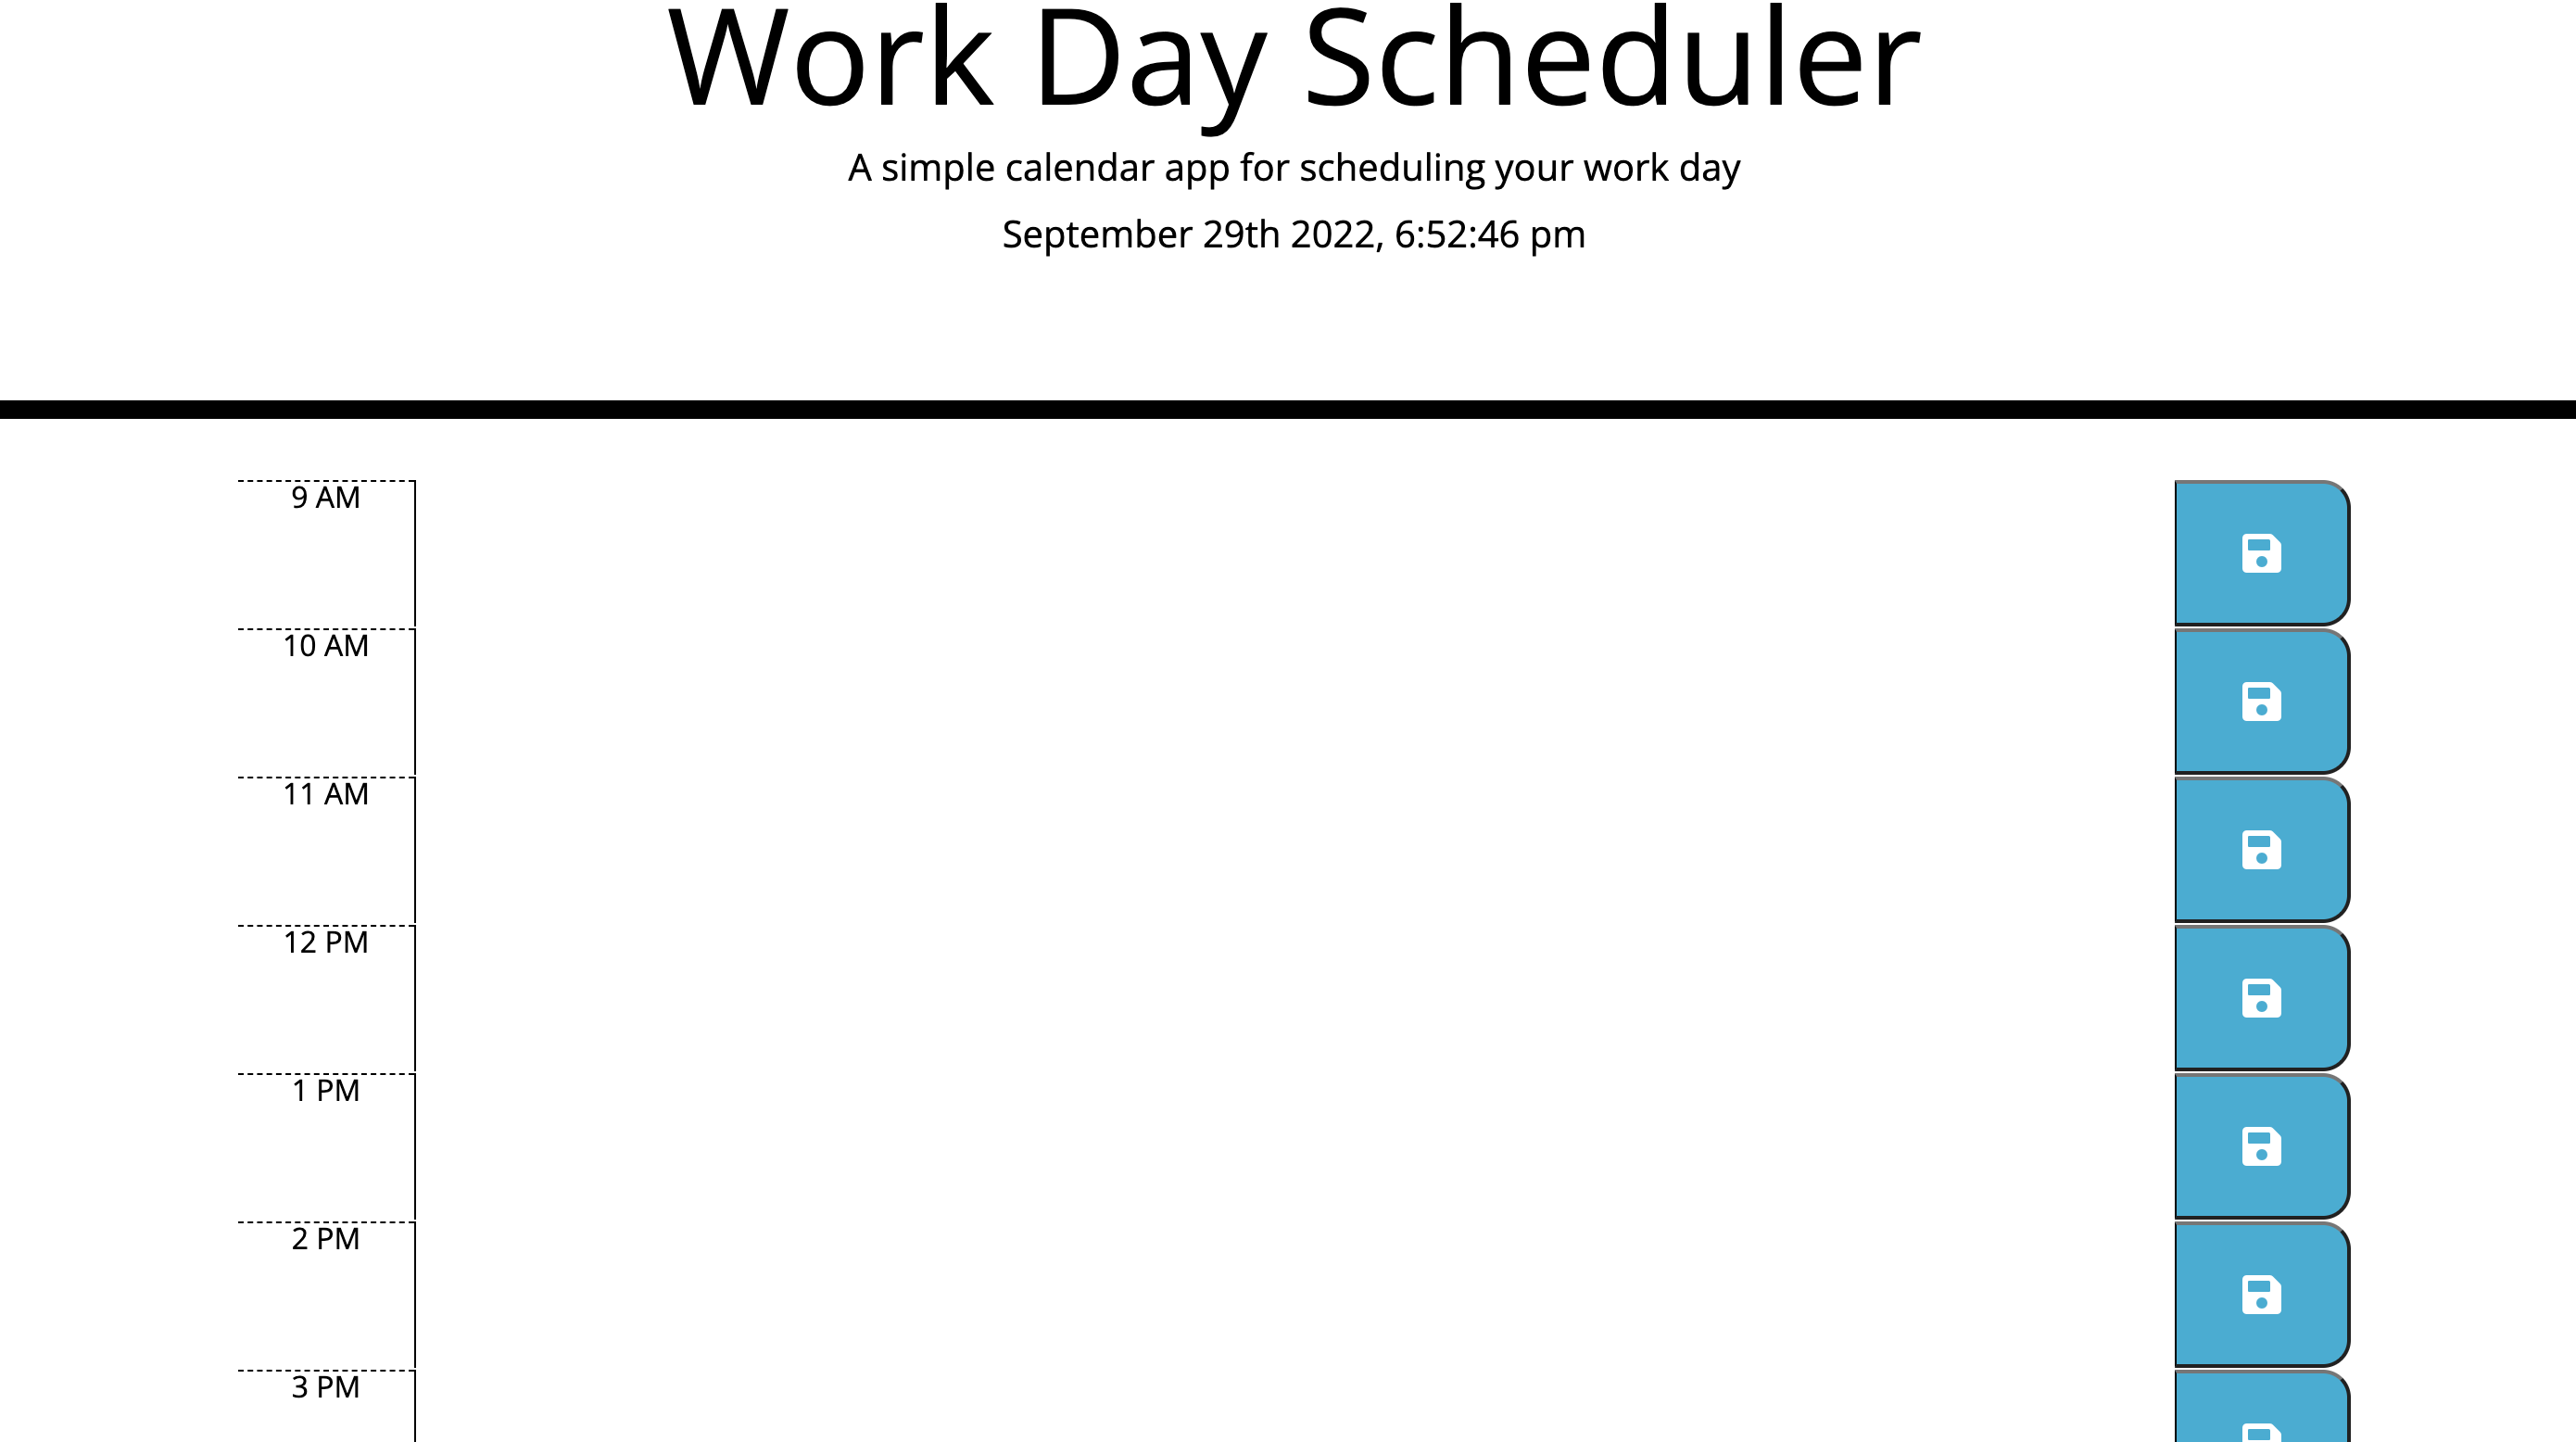 Work Day Scheduler
A simple calendar app for scheduling your work day
September 29th 2022, 6:52:46 pm
9 AM
10 AM
11 AM
12 PM
1 PM
2 PM
3 PM